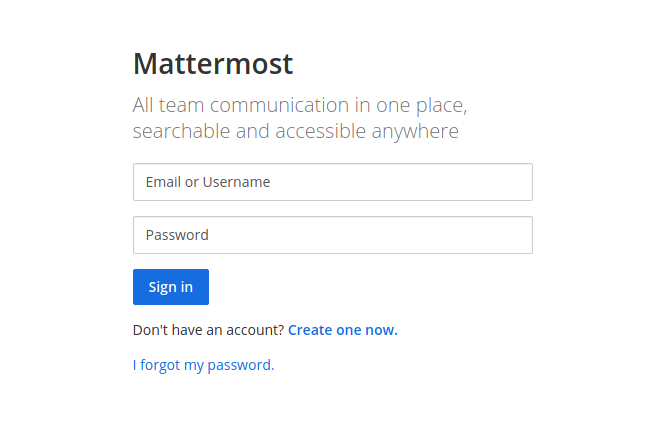 Mattermost
All team communication in one place,
searchable and accessible anywhere
Email or Username
Password
Sign in
Don't have an account? Create one now.
I forgot my password.